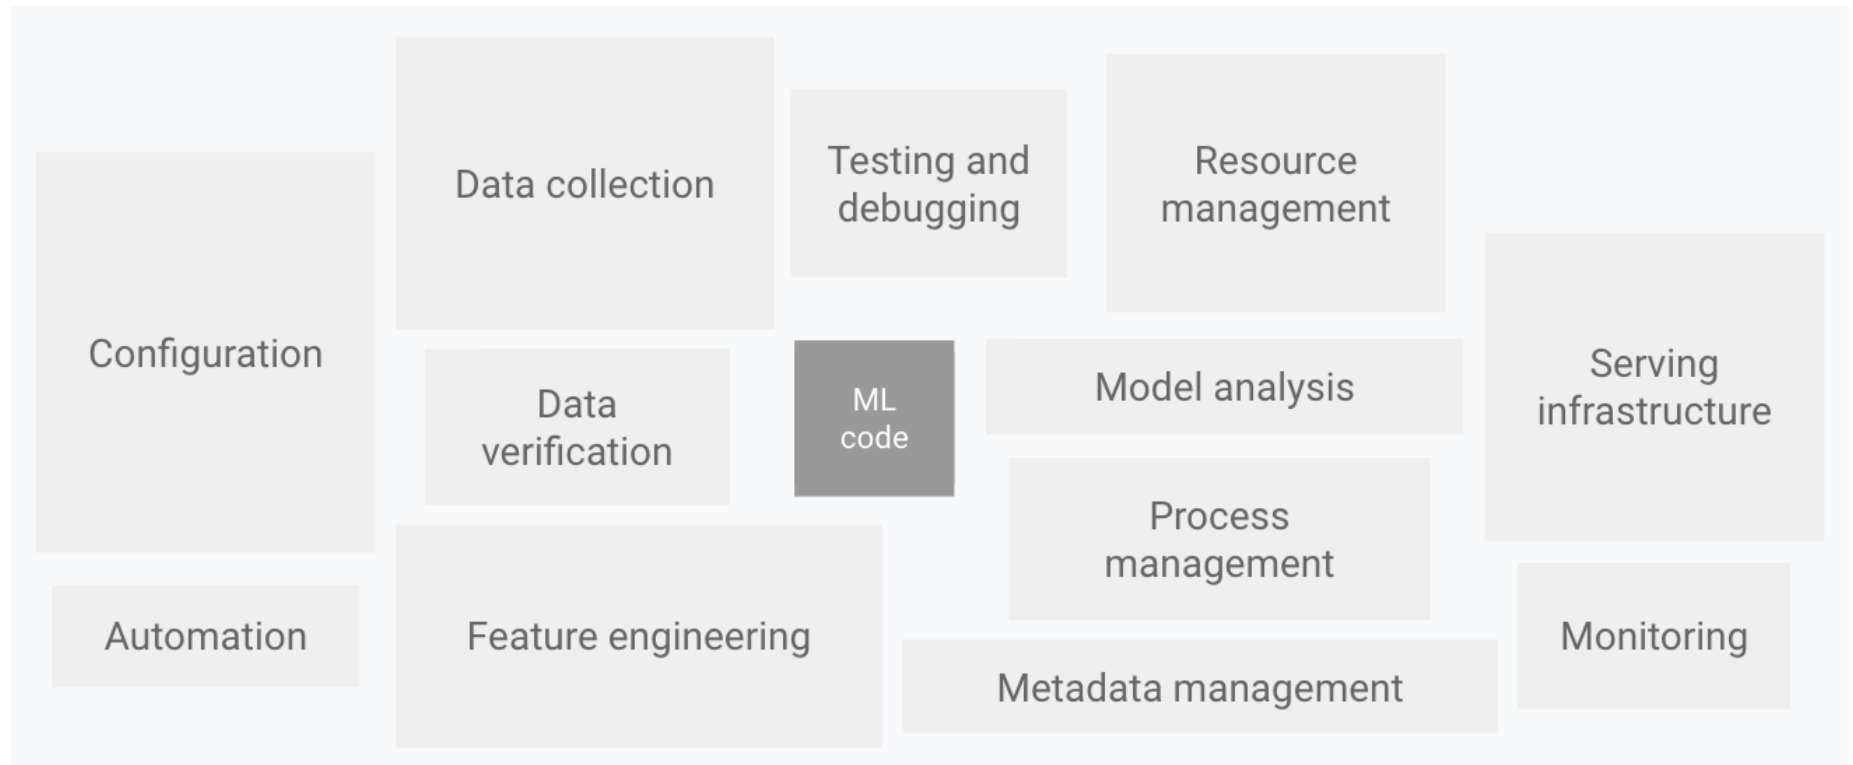 Data collection
Testing and
debugging
Resource
management
Configuration
Data
verification
ML
code
Model analysis
Serving
infrastructure
Process
management
Automation
Feature engineering
Metadata management
Monitoring